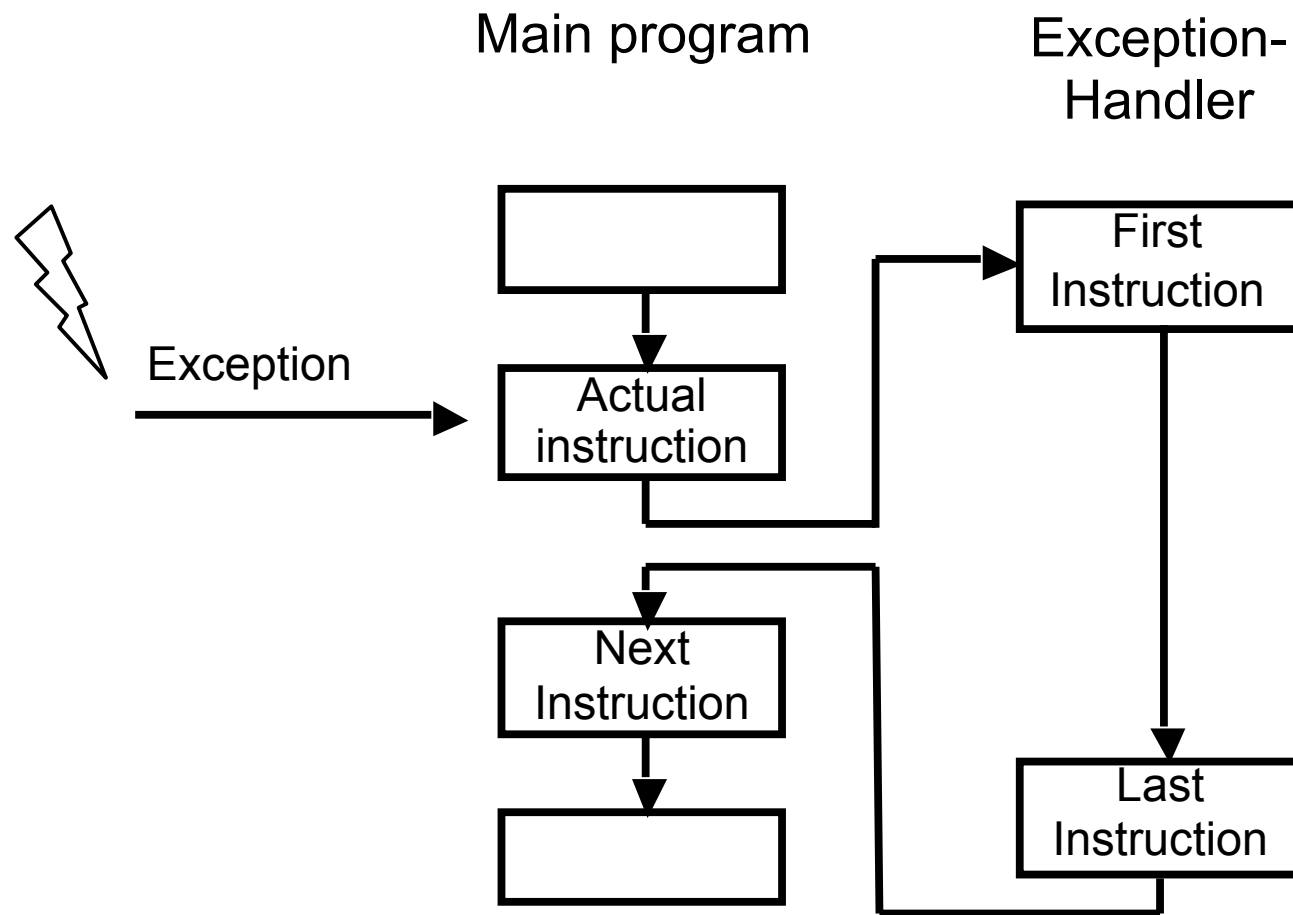 Main program
Exception-
Handler
First
Instruction
Exception
Actual
instruction
Next
Instruction
Last
Instruction